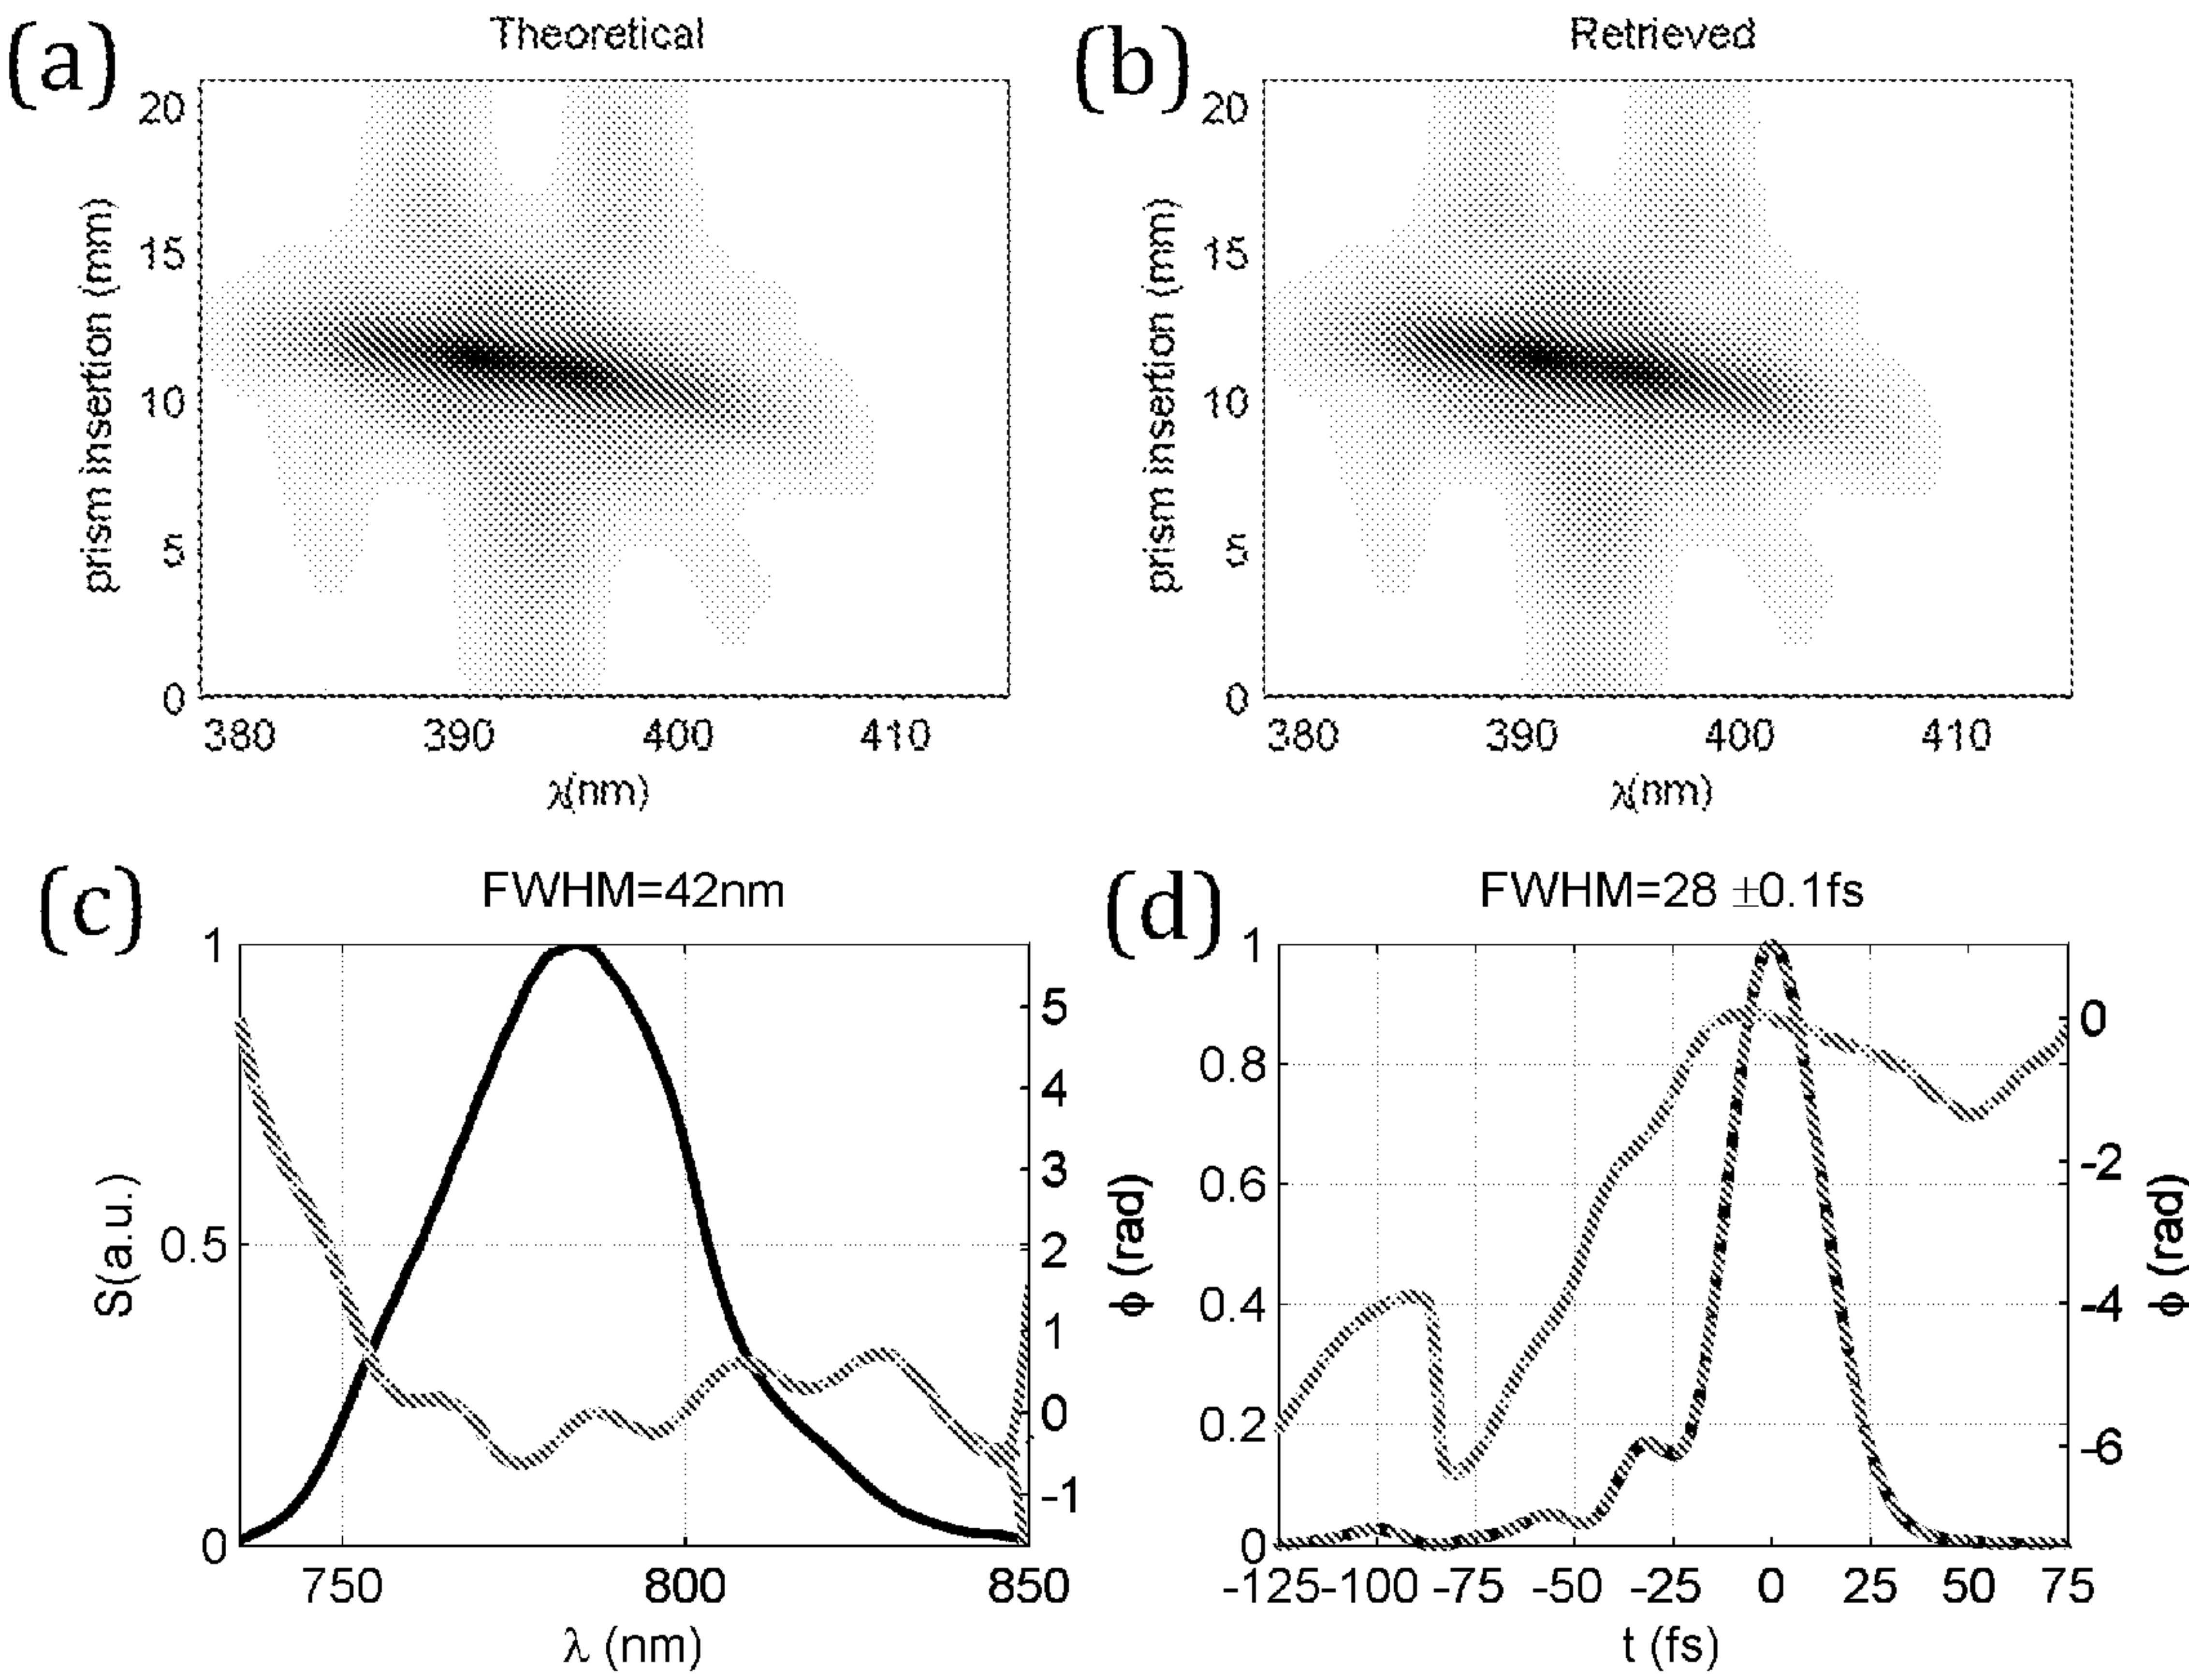 (a)
Theoretical
prism insertion (mm)
20
15
10
5
0
380 390 400 410
λ(nm)
(b)
Retrieved
prism insertion (mm)
20
15
10
5
0
380 390 400 410
λ(nm)
(c)
FWHM=42nm
S(a.u.)
1
0.5
0
5
4
3
2
1
0
-1
ϕ (rad)
750 800 850
λ (nm)
(d)
FWHM=28 ±0.1fs
1
0.8
0.6
0.4
0.2
0
0
-2
-4
-6
ϕ (rad)
-125 -100 -75 -50 -25 0 25 50 75
t (fs)